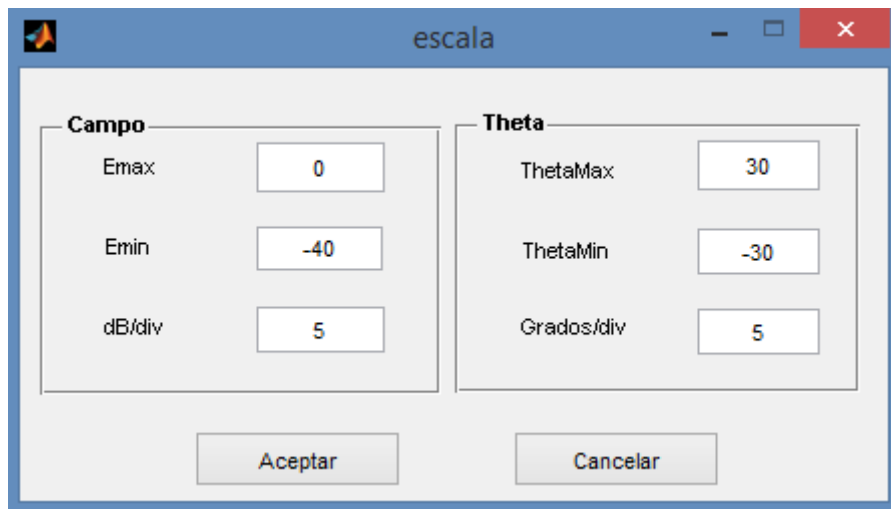 escala
Campo
Emax 0
Emin -40
dB/div 5
Theta
ThetaMax 30
ThetaMin -30
Grados/div 5
Aceptar
Cancelar